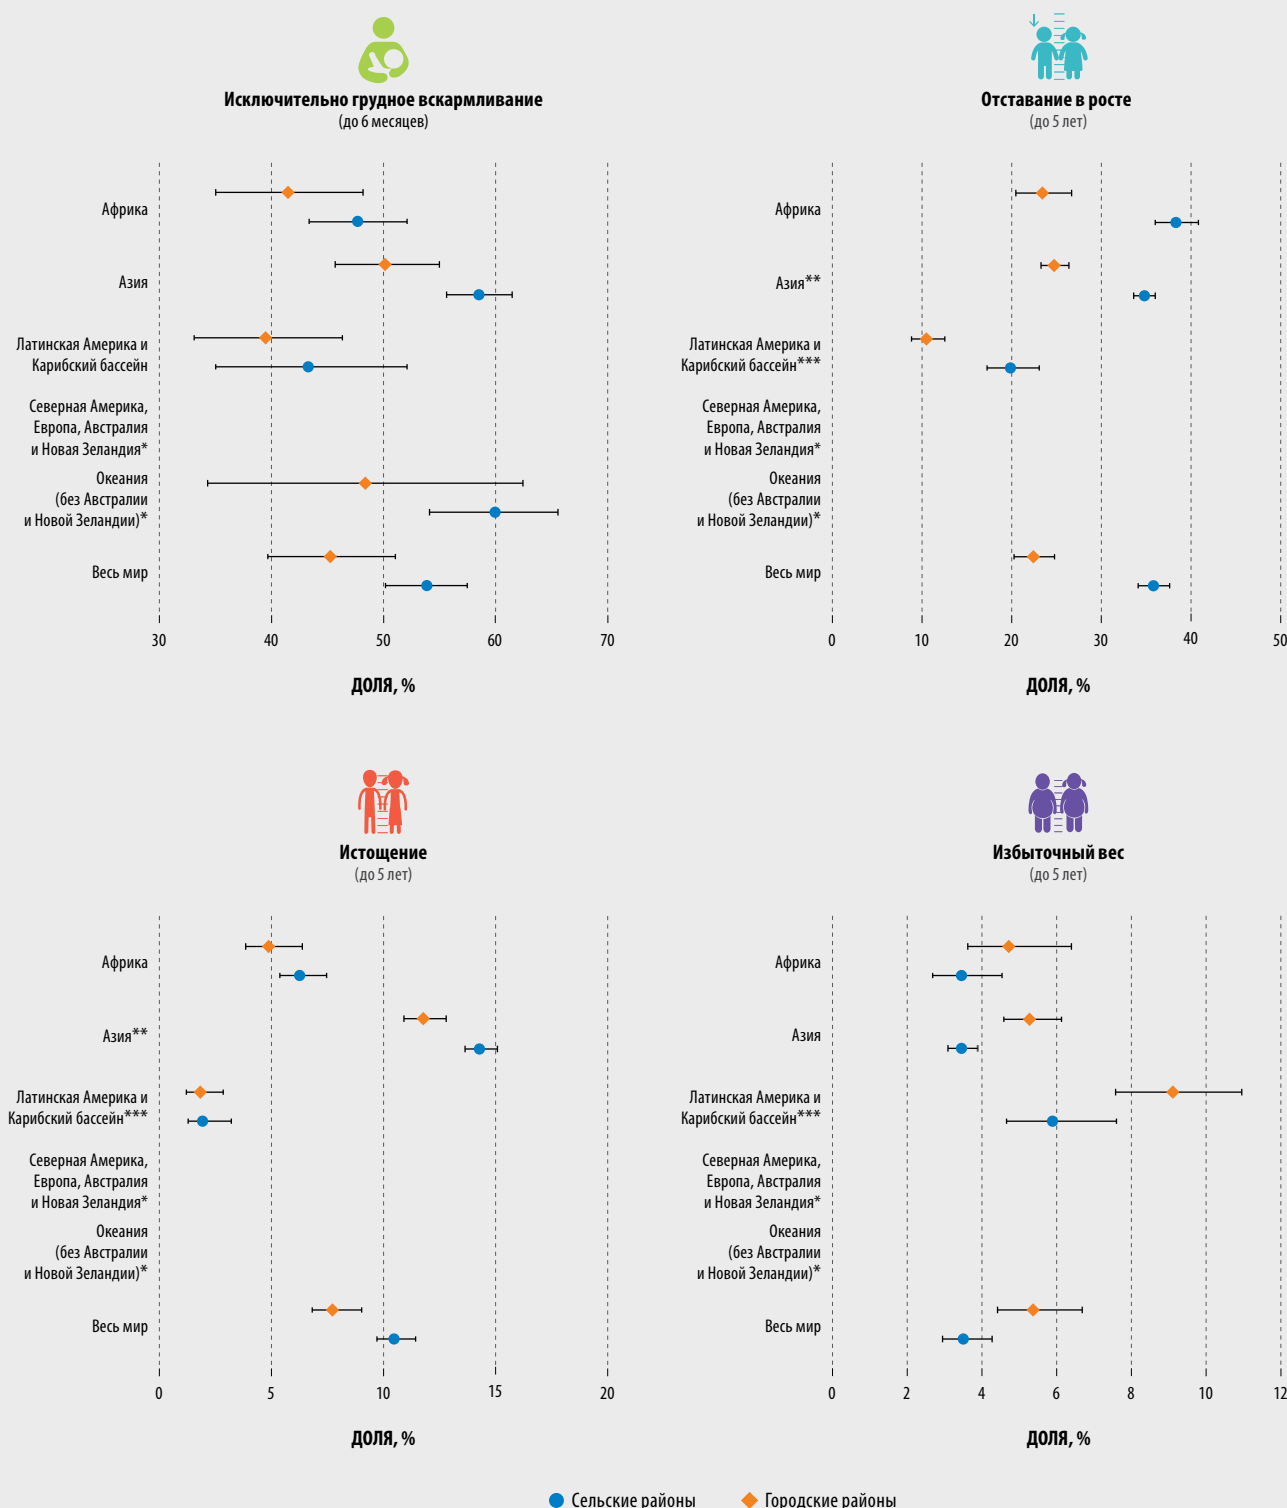 Исключительно грудное вскармливание
(до 6 месяцев)
Африка
Азия
Латинская Америка и
Карибский бассейн
Северная Америка,
Европа, Австралия
и Новая Зеландия*
Океания
(без Австралии
и Новой Зеландии)*
Весь мир
30 40 50 60 70
ДОЛЯ, %
Отставание в росте
(до 5 лет)
Африка
Азия**
Латинская Америка и
Карибский бассейн***
Северная Америка,
Европа, Австралия
и Новая Зеландия*
Океания
(без Австралии
и Новой Зеландии)*
Весь мир
0 10 20 30 40 50
ДОЛЯ, %
Истощение
(до 5 лет)
Африка
Азия**
Латинская Америка и
Карибский бассейн***
Северная Америка,
Европа, Австралия
и Новая Зеландия*
Океания
(без Австралии
и Новой Зеландии)*
Весь мир
0 5 10 15 20
ДОЛЯ, %
Избыточный вес
(до 5 лет)
Африка
Азия
Латинская Америка и
Карибский бассейн***
Северная Америка,
Европа, Австралия
и Новая Зеландия*
Океания
(без Австралии
и Новой Зеландии)*
Весь мир
0 2 4 6 8 10 12
ДОЛЯ, %
Сельские районы Городские районы